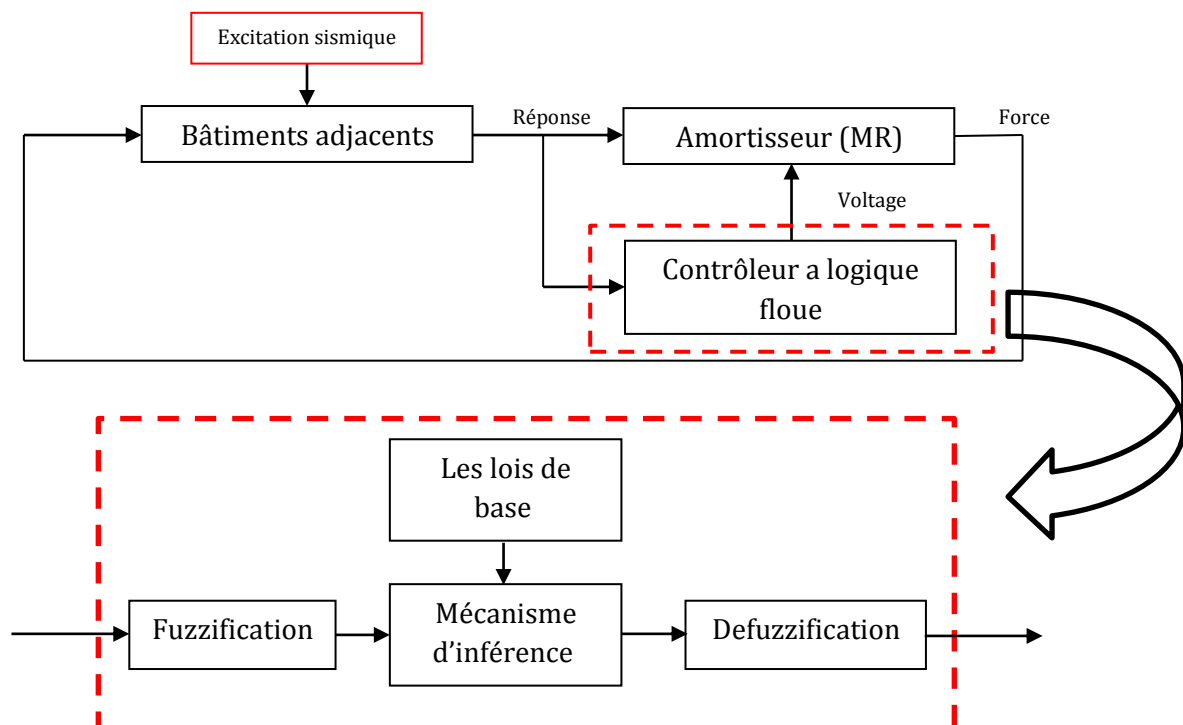 Excitation sismique
Bâtiments adjacents
Réponse
Amortisseur (MR)
Force
Voltage
Contrôleur a logique
floue
Les lois de
base
Fuzzification
Mécanisme
d’inférence
Defuzzification